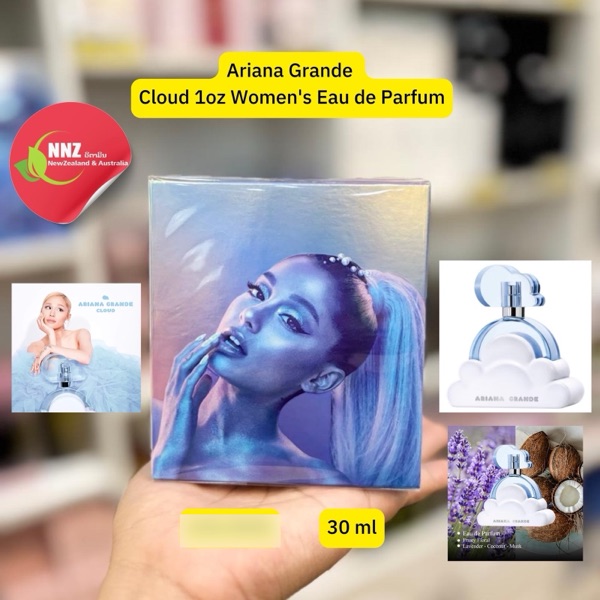 Ariana Grande
Cloud 1oz Women's Eau de Parfum
NNZ
NewZealand & Australia
ARIANA GRANDE
CLOUD
ARIANA GRANDE
ARIANA GRANDE
Eau de Parfum
Lavender - Coconut - Musk
30 ml